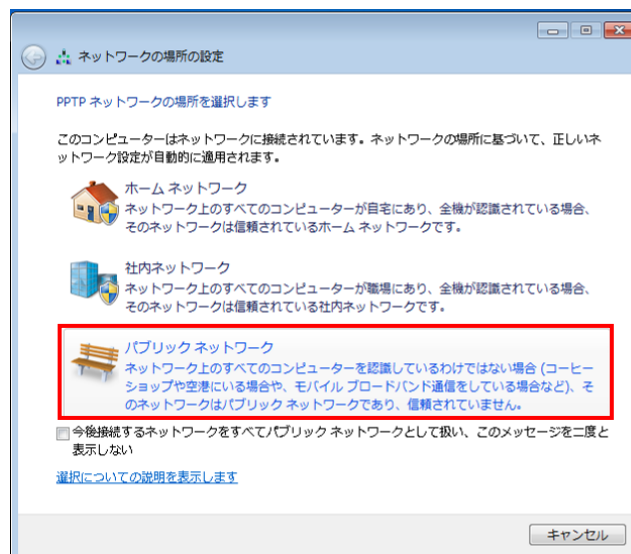 ネットワークの場所の設定
PPTP ネットワークの場所を選択します
このコンピューターはネットワークに接続されています。ネットワークの場所に基づいて、正しいネ
ットワーク設定が自動的に適用されます。
ホーム ネットワーク
ネットワーク上のすべてのコンピューターが自宅にあり、全機が認識されている場合、
そのネットワークは信頼されているホーム ネットワークです。
社内ネットワーク
ネットワーク上のすべてのコンピューターが職場にあり、全機が認識されている場合、
そのネットワークは信頼されている社内ネットワークです。
パブリック ネットワーク
ネットワーク上のすべてのコンピューターを認識しているわけではない場合 (コーヒー
ショップや空港にいる場合や、モバイル ブロードバンド通信をしている場合など)、そ
のネットワークはパブリック ネットワークであり、信頼されていません。
今後接続するネットワークをすべてパブリック ネットワークとして扱い、このメッセージを二度と
表示しない
選択についての説明を表示します
キャンセル